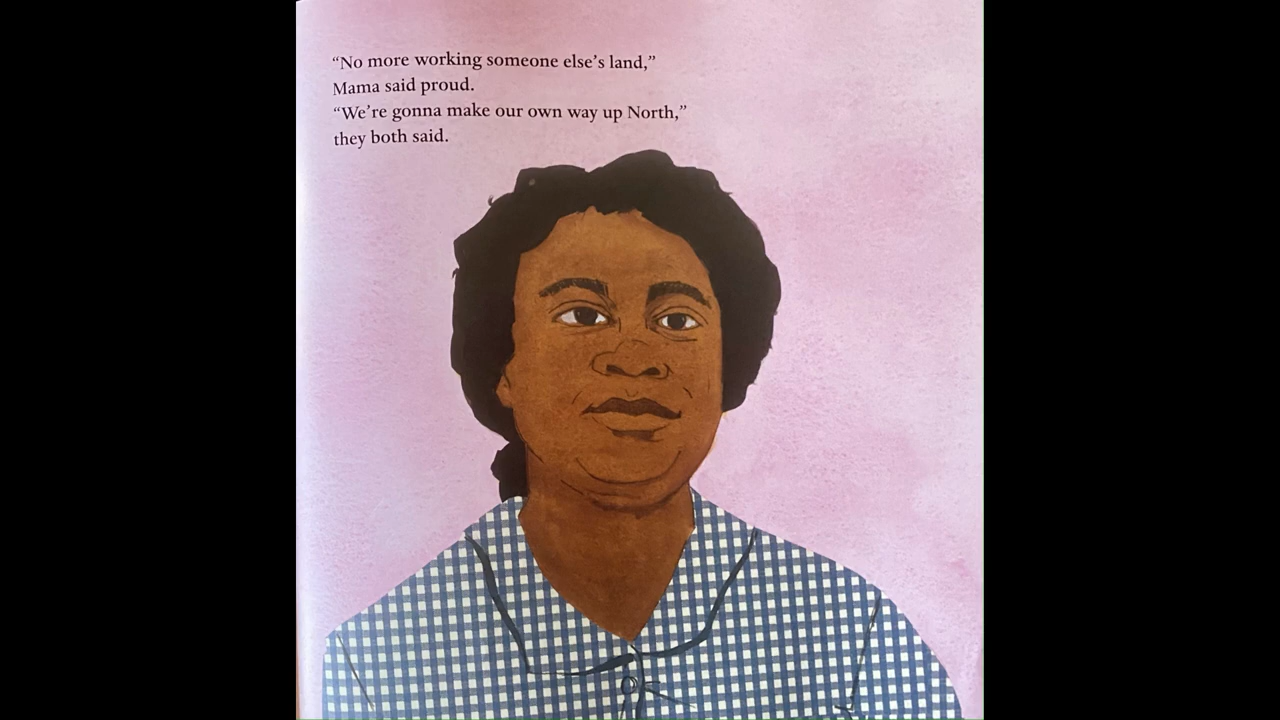 “No more working someone else’s land,”
Mama said proud.
“We’re gonna make our own way up North,”
they both said.